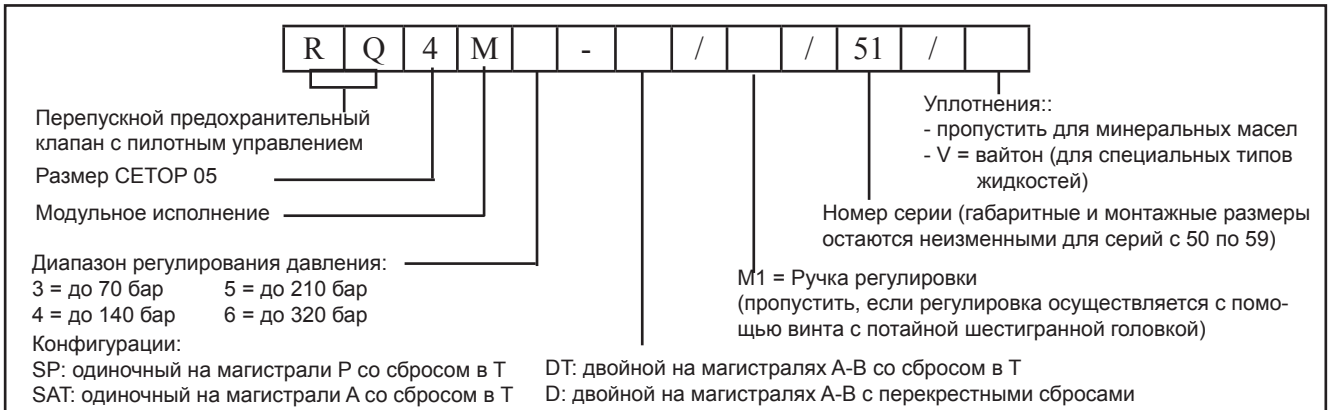 R Q 4 M - / / 51 /
Перепускной предохранительный
клапан с пилотным управлением
Размер CETOP 05
Модульное исполнение
Диапазон регулирования давления:
3 = до 70 бар 5 = до 210 бар
4 = до 140 бар 6 = до 320 бар
Конфигурации:
SP: одиночный на магистрали P со сбросом в T
SAT: одиночный на магистрали A со сбросом в T
DT: двойной на магистралях A-B со сбросом в T
D: двойной на магистралях A-B с перекрестными сбросами
Уплотнения::
- пропустить для минеральных масел
- V = вайтон (для специальных типов
жидкостей)
Номер серии (габаритные и монтажные размеры
остаются неизменными для серий с 50 по 59)
M1 = Ручка регулировки
(пропустить, если регулировка осуществляется с помо-
щью винта с потайной шестигранной головкой)